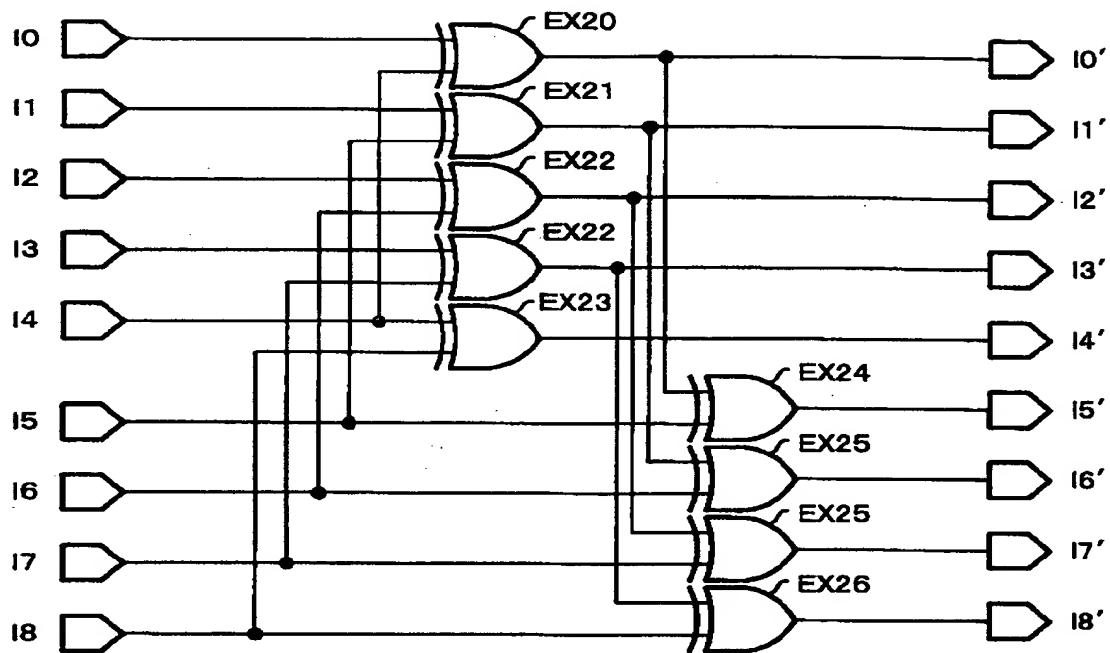 I0 EX20 I0′
I1 EX21 I1′
I2 EX22 I2′
I3 EX22 I3′
I4 EX23 I4′
EX24
I5 I5′
EX25
I6 I6′
EX25
I7 I7′
EX26
I8 I8′